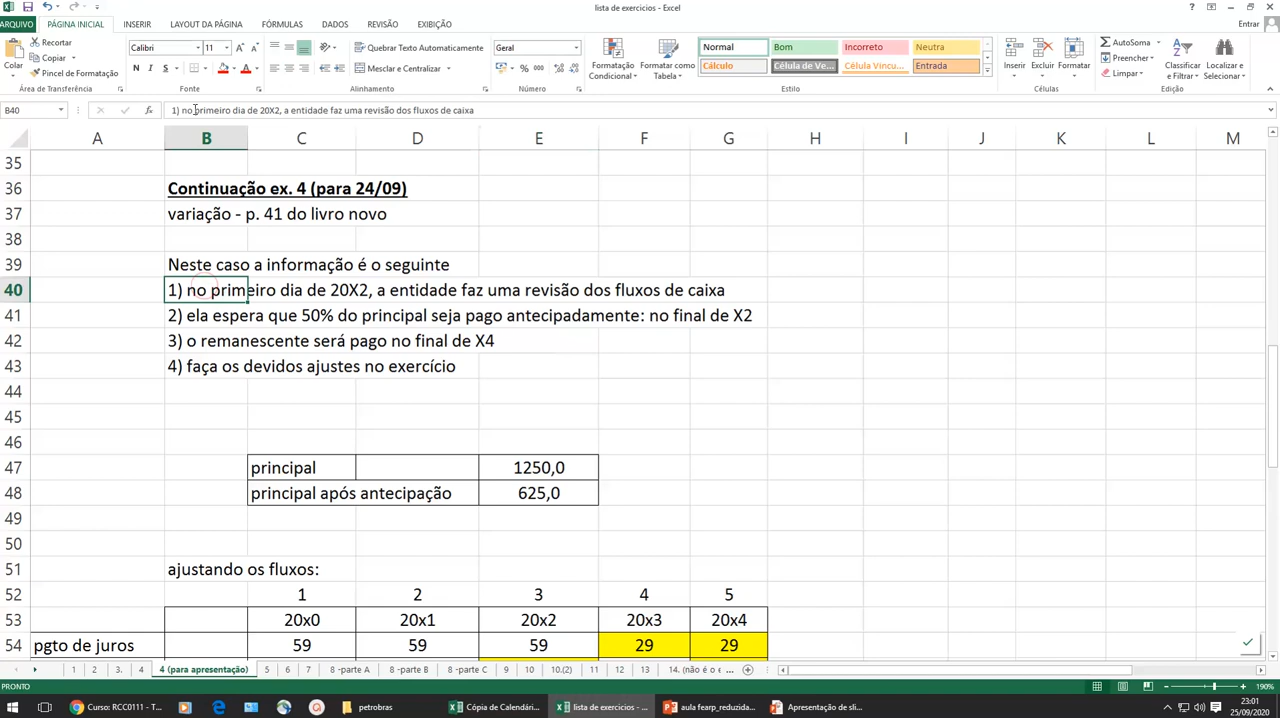 lista de exercicios - Excel
ARQUIVO PÁGINA INICIAL INSERIR LAYOUT DA PÁGINA FÓRMULAS DADOS REVISÃO EXIBIÇÃO Entrar
Colar Recortar
Copiar
Pincel de Formatação
Área de Transferência
Calibri 11
N I S
Fonte
Quebrar Texto Automaticamente
Mesclar e Centralizar
Alinhamento
Geral
% 000
Número
Formatação Condicional
Formatar como Tabela
Normal Bom Incorreto Neutra
Cálculo Célula de Ve... Célula Vincu... Entrada
Estilo
Inserir Excluir Formatar
Células
AutoSoma
Preencher
Limpar
Classificar e Filtrar
Localizar e Selecionar
Edição
B40 fx 1) no primeiro dia de 20X2, a entidade faz uma revisão dos fluxos de caixa
A B C D E F G H I J K L M
35
36 Continuação ex. 4 (para 24/09)
37 variação - p. 41 do livro novo
38
39 Neste caso a informação é o seguinte
40 1) no primeiro dia de 20X2, a entidade faz uma revisão dos fluxos de caixa
41 2) ela espera que 50% do principal seja pago antecipadamente: no final de X2
42 3) o remanescente será pago no final de X4
43 4) faça os devidos ajustes no exercício
44
45
46
47 principal 1250,0
48 principal após antecipação 625,0
49
50
51 ajustando os fluxos:
52 1 2 3 4 5
53 20x0 20x1 20x2 20x3 20x4
54 pgto de juros 59 59 59 29 29
1 2 3. 4 4 (para apresentação) 5 6 7 8 -parte A 8 -parte B 8 -parte C 9 10 10.(2) 11 12 13 14. (não é o e ...
PRONTO 190%
Curso: RCC0111 - T... petrobras Cópia de Calendári... lista de exercicios - ... aula fearp_reduzida... Apresentação de sli...
23:01
25/09/2020